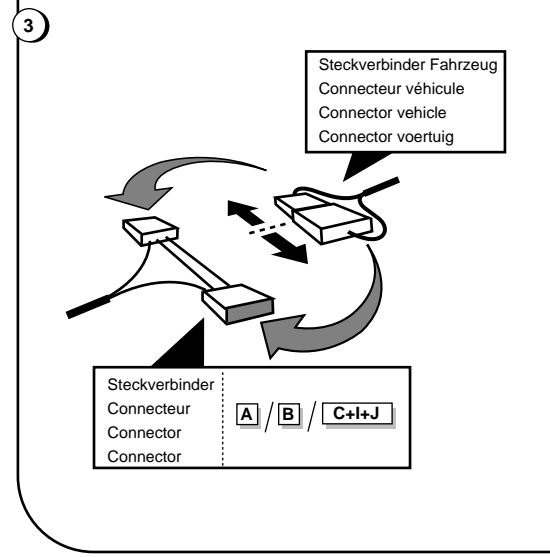 3
Steckverbinder Fahrzeug
Connecteur véhicule
Connector vehicle
Connector voertuig
Steckverbinder
Connecteur
Connector
Connector
A / B / C+I+J